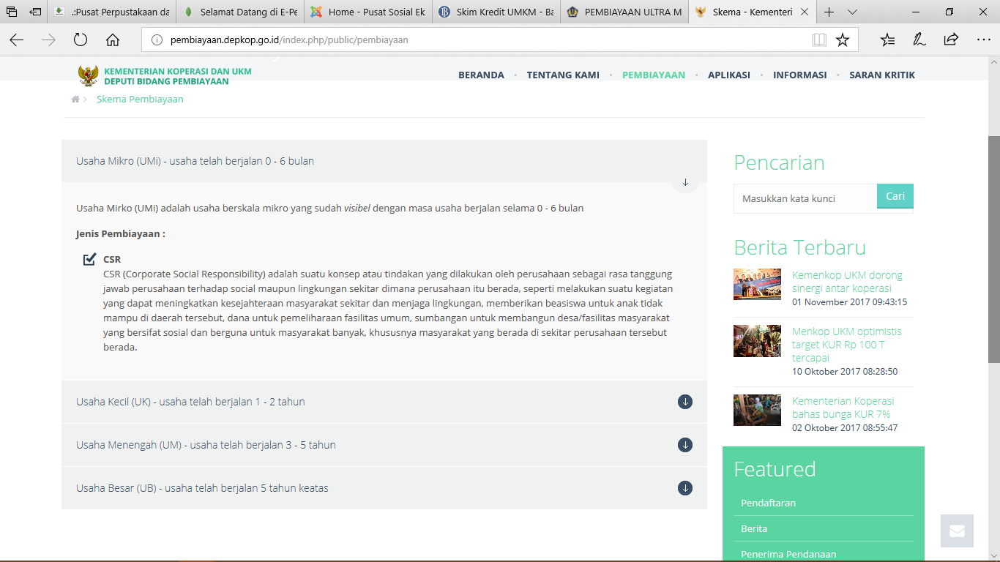 .:Pusat Perpustakaan da
Selamat Datang di E-Pe
Home - Pusat Sosial Ek
Skim Kredit UMKM - Ba
PEMBIAYAAN ULTRA M
Skema - Kementeri
pembiayaan.depkop.go.id/index.php/public/pembiayaan
KEMENTERIAN KOPERASI DAN UKM
DEPUTI BIDANG PEMBIAYAAN
BERANDA • TENTANG KAMI • PEMBIAYAAN • APLIKASI • INFORMASI • SARAN KRITIK
Skema Pembiayaan
Usaha Mikro (UMi) - usaha telah berjalan 0 - 6 bulan
Usaha Mirko (UMi) adalah usaha berskala mikro yang sudah visibel dengan masa usaha berjalan selama 0 - 6 bulan
Jenis Pembiayaan :
CSR
CSR (Corporate Social Responsibility) adalah suatu konsep atau tindakan yang dilakukan oleh perusahaan sebagai rasa tanggung
jawab perusahaan terhadap social maupun lingkungan sekitar dimana perusahaan itu berada, seperti melakukan suatu kegiatan
yang dapat meningkatkan kesejahteraan masyarakat sekitar dan menjaga lingkungan, memberikan beasiswa untuk anak tidak
mampu di daerah tersebut, dana untuk pemeliharaan fasilitas umum, sumbangan untuk membangun desa/fasilitas masyarakat
yang bersifat sosial dan berguna untuk masyarakat banyak, khususnya masyarakat yang berada di sekitar perusahaan tersebut
berada.
Usaha Kecil (UK) - usaha telah berjalan 1 - 2 tahun
Usaha Menengah (UM) - usaha telah berjalan 3 - 5 tahun
Usaha Besar (UB) - usaha telah berjalan 5 tahun keatas
Pencarian
Masukkan kata kunci
Cari
Berita Terbaru
Kemenkop UKM dorong
sinergi antar koperasi
01 November 2017 09:43:15
Menkop UKM optimistis
target KUR Rp 100 T
tercapai
10 Oktober 2017 08:28:50
Kementerian Koperasi
bahas bunga KUR 7%
02 Oktober 2017 08:55:47
Featured
Pendaftaran
Berita
Penerima Pendanaan